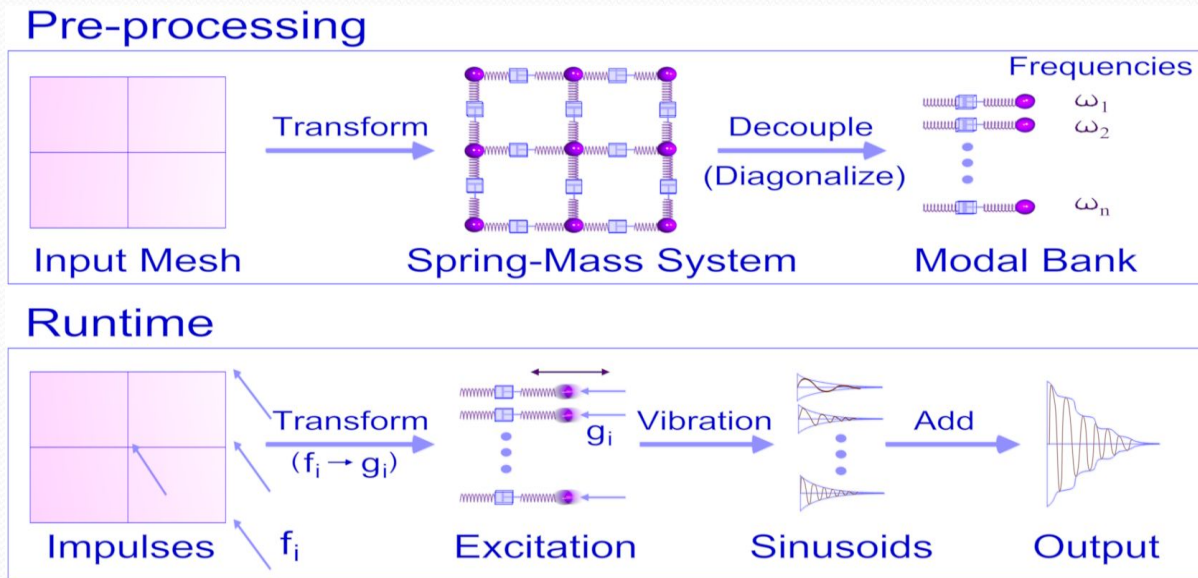 Pre-processing
Frequencies
Transform
Decouple
(Diagonalize)
ω1
ω2
ωn
Input Mesh
Spring-Mass System
Modal Bank
Runtime
Transform
(fi → gi)
gi
Vibration
Add
Impulses
fi
Excitation
Sinusoids
Output